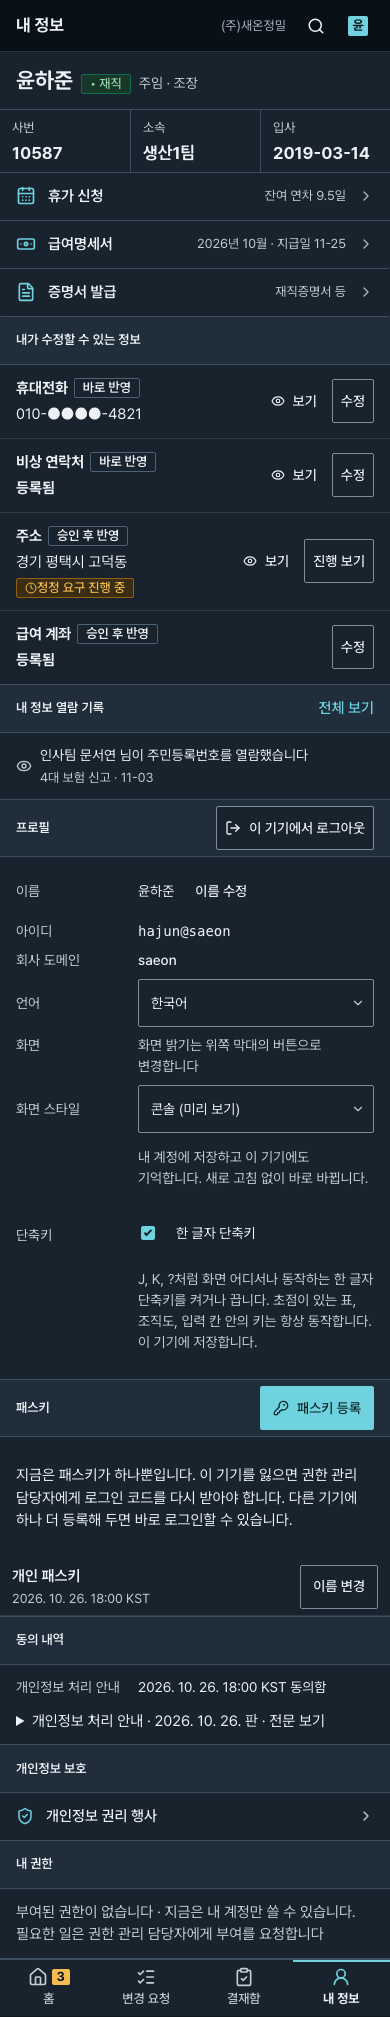 내 정보 (주)새온정밀 윤
윤하준 • 재직 주임 · 조장
사번 소속 입사
10587 생산1팀 2019-03-14
휴가 신청 잔여 연차 9.5일
급여명세서 2026년 10월 · 지급일 11-25
증명서 발급 재직증명서 등
내가 수정할 수 있는 정보
휴대전화 바로 반영
010-●●●●-4821 보기 수정
비상 연락처 바로 반영
등록됨 보기 수정
주소 승인 후 반영
경기 평택시 고덕동 보기 진행 보기
정정 요구 진행 중
급여 계좌 승인 후 반영
등록됨 수정
내 정보 열람 기록 전체 보기
인사팀 문서연 님이 주민등록번호를 열람했습니다
4대 보험 신고 · 11-03
프로필 이 기기에서 로그아웃
이름 윤하준 이름 수정
아이디 hajun@saeon
회사 도메인 saeon
언어 한국어
화면 화면 밝기는 위쪽 막대의 버튼으로
변경합니다
화면 스타일 콘솔 (미리 보기)
내 계정에 저장하고 이 기기에도
기억합니다. 새로 고침 없이 바로 바뀝니다.
단축키 한 글자 단축키
J, K, ?처럼 화면 어디서나 동작하는 한 글자
단축키를 켜거나 끕니다. 초점이 있는 표,
조직도, 입력 칸 안의 키는 항상 동작합니다.
이 기기에 저장합니다.
패스키 패스키 등록
지금은 패스키가 하나뿐입니다. 이 기기를 잃으면 권한 관리
담당자에게 로그인 코드를 다시 받아야 합니다. 다른 기기에
하나 더 등록해 두면 바로 로그인할 수 있습니다.
개인 패스키
2026. 10. 26. 18:00 KST 이름 변경
동의 내역
개인정보 처리 안내 2026. 10. 26. 18:00 KST 동의함
▶ 개인정보 처리 안내 · 2026. 10. 26. 판 · 전문 보기
개인정보 보호
개인정보 권리 행사
내 권한
부여된 권한이 없습니다 · 지금은 내 계정만 쓸 수 있습니다.
필요한 일은 권한 관리 담당자에게 부여를 요청합니다
3
홈 변경 요청 결재함 내 정보